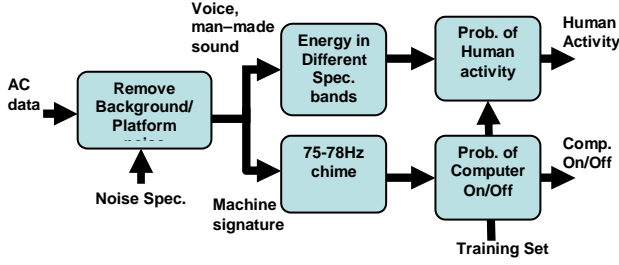 Voice,
man–made
sound
Energy in
Different
Spec.
bands
Prob. of
Human
activity
Human
Activity
AC
data
Remove
Background/
Platform
Noise Spec.
Machine
signature
75-78Hz
chime
Prob. of
Computer
On/Off
Comp.
On/Off
Training Set